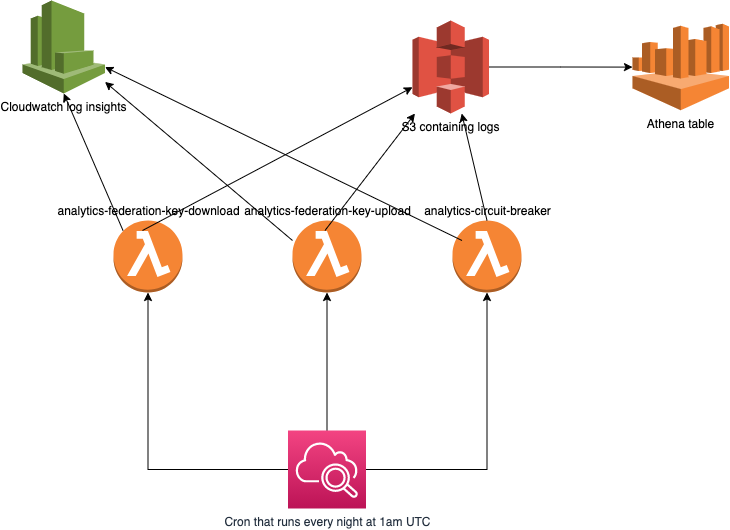 Cloudwatch log insights
S3 containing logs
Athena table
analytics-federation-key-download
analytics-federation-key-upload
analytics-circuit-breaker
Cron that runs every night at 1am UTC